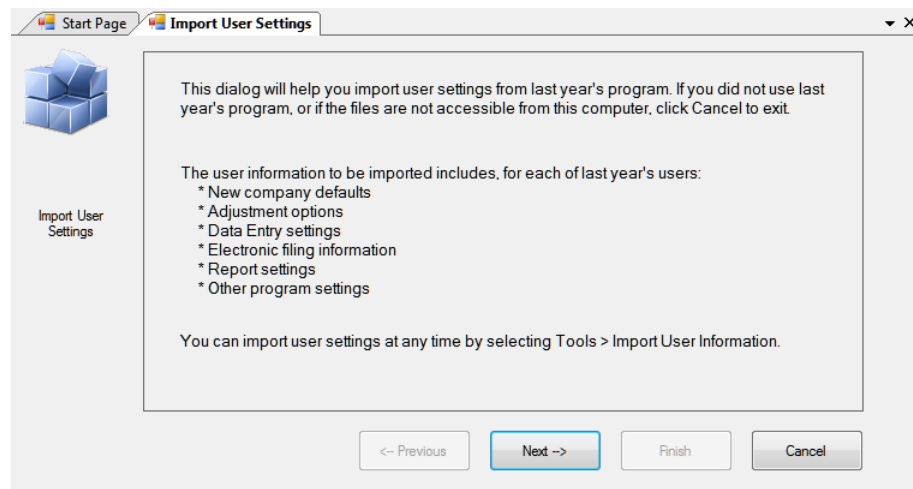 Start Page
Import User Settings
This dialog will help you import user settings from last year's program. If you did not use last
year's program, or if the files are not accessible from this computer, click Cancel to exit.
The user information to be imported includes, for each of last year's users:
* New company defaults
* Adjustment options
* Data Entry settings
* Electronic filing information
* Report settings
* Other program settings
Import User
Settings
You can import user settings at any time by selecting Tools > Import User Information.
<-- Previous
Next -->
Finish
Cancel